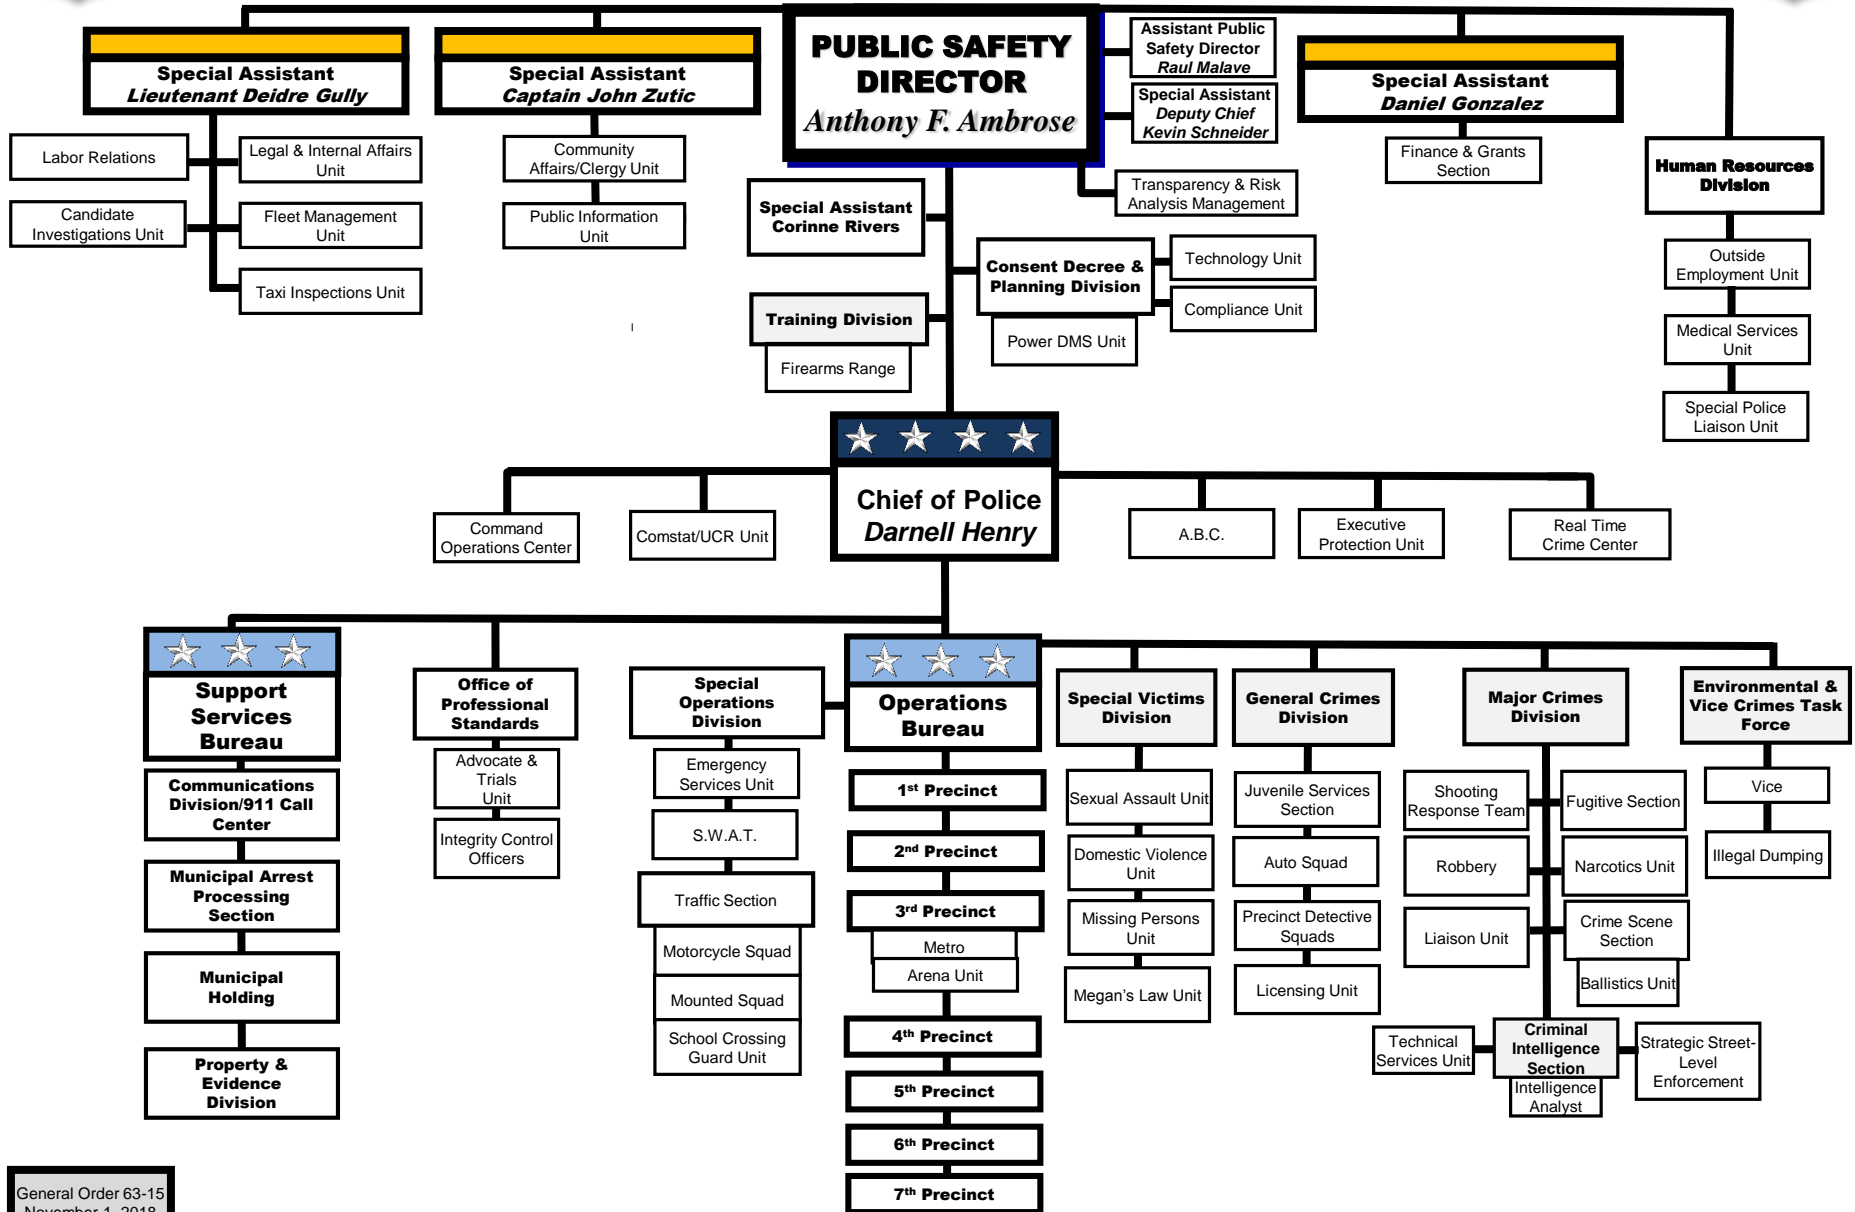 PUBLIC SAFETY
DIRECTOR
Anthony F. Ambrose
Special Assistant
Lieutenant Deidre Gully
Special Assistant
Captain John Zutic
Assistant Public
Safety Director
Raul Malave
Special Assistant
Deputy Chief
Kevin Schneider
Special Assistant
Daniel Gonzalez
Labor Relations
Legal & Internal Affairs
Unit
Candidate
Investigations Unit
Fleet Management
Unit
Taxi Inspections Unit
Community
Affairs/Clergy Unit
Public Information
Unit
Finance & Grants
Section
Human Resources
Division
Transparency & Risk
Analysis Management
Special Assistant
Corinne Rivers
Consent Decree &
Planning Division
Technology Unit
Compliance Unit
Power DMS Unit
Training Division
Firearms Range
Outside
Employment Unit
Medical Services
Unit
Special Police
Liaison Unit
Chief of Police
Darnell Henry
Command
Operations Center
Comstat/UCR Unit
A.B.C.
Executive
Protection Unit
Real Time
Crime Center
Support
Services
Bureau
Communications
Division/911 Call
Center
Municipal Arrest
Processing
Section
Municipal
Holding
Property &
Evidence
Division
Office of
Professional
Standards
Advocate &
Trials
Unit
Integrity Control
Officers
Special
Operations
Division
Emergency
Services Unit
S.W.A.T.
Traffic Section
Motorcycle Squad
Mounted Squad
School Crossing
Guard Unit
Operations
Bureau
1st Precinct
2nd Precinct
3rd Precinct
Metro
Arena Unit
4th Precinct
5th Precinct
6th Precinct
7th Precinct
Special Victims
Division
Sexual Assault Unit
Domestic Violence
Unit
Missing Persons
Unit
Megan's Law Unit
General Crimes
Division
Juvenile Services
Section
Auto Squad
Precinct Detective
Squads
Licensing Unit
Major Crimes
Division
Shooting
Response Team
Fugitive Section
Robbery
Narcotics Unit
Liaison Unit
Crime Scene
Section
Ballistics Unit
Technical
Services Unit
Criminal
Intelligence
Section
Intelligence
Analyst
Strategic Street-
Level
Enforcement
Environmental &
Vice Crimes Task
Force
Vice
Illegal Dumping
General Order 63-15
November 1, 2018